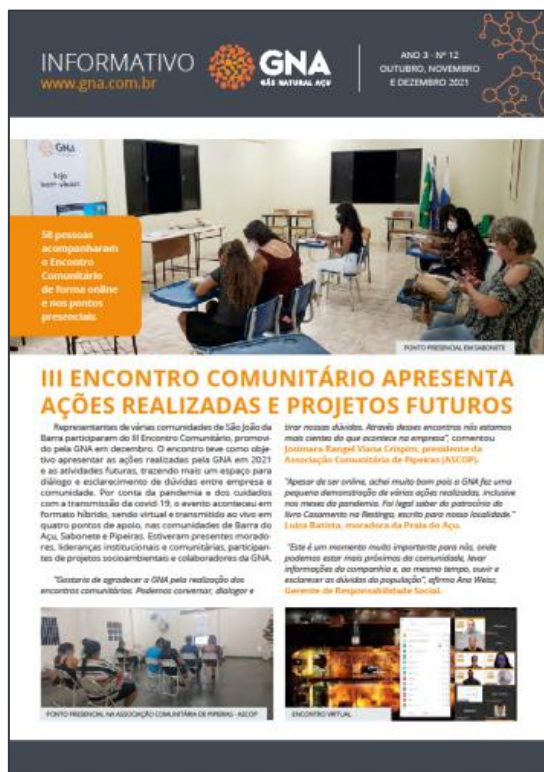 INFORMATIVO
www.gna.com.br
GNA
GÁS NATURAL AÇU
ANO 3 - Nº 12
OUTUBRO, NOVEMBRO
E DEZEMBRO 2021
GNA
Seja
bem-vindo!
58 pessoas
acompanharam
o Encontro
Comunitário
de forma online
e nos pontos
presenciais
PONTO PRESENCIAL EM SABONETE
III ENCONTRO COMUNITÁRIO APRESENTA
AÇÕES REALIZADAS E PROJETOS FUTUROS
Representantes de várias comunidades de São João da
Barra participaram do III Encontro Comunitário, promovi-
do pela GNA em dezembro. O encontro teve como obje-
tivo apresentar as ações realizadas pela GNA em 2021
e as atividades futuras, trazendo mais um espaço para
diálogo e esclarecimento de dúvidas entre empresa e
comunidade. Por conta da pandemia e dos cuidados
com a transmissão da covid-19, o evento aconteceu em
formato híbrido, sendo virtual e transmitido ao vivo em
quatro pontos de apoio, nas comunidades de Barra do
Açu, Sabonete e Pipeiras. Estiveram presentes morado-
res, lideranças institucionais e comunitárias, participan-
tes de projetos socioambientais e colaboradores da GNA.
"Gostaria de agradecer a GNA pela realização dos
encontros comunitários. Podemos conversar, dialogar e
tirar nossas dúvidas. Através desses encontros nós estamos
mais cientes do que acontece na empresa", comentou
Josimara Rangel Viana Crispim, presidente da
Associação Comunitária de Pipeiras (ASCOP).
"Apesar de ser online, achei muito bom pois a GNA fez uma
pequena demonstração de várias ações realizadas, inclusive
nos meses da pandemia. Foi legal saber do patrocínio do
livro Casamento na Restinga, escrito para nossa localidade."
Luiza Batista, moradora da Praia do Açu.
"Este é um momento muito importante para nós, onde
podemos estar mais próximos da comunidade, levar
informações da companhia e, ao mesmo tempo, ouvir e
esclarecer as dúvidas da população", afirma Ana Weisz,
Gerente de Responsabilidade Social.
PONTO PRESENCIAL NA ASSOCIAÇÃO COMUNITÁRIA DE PIPEIRAS - ASCOP
ENCONTRO VIRTUAL